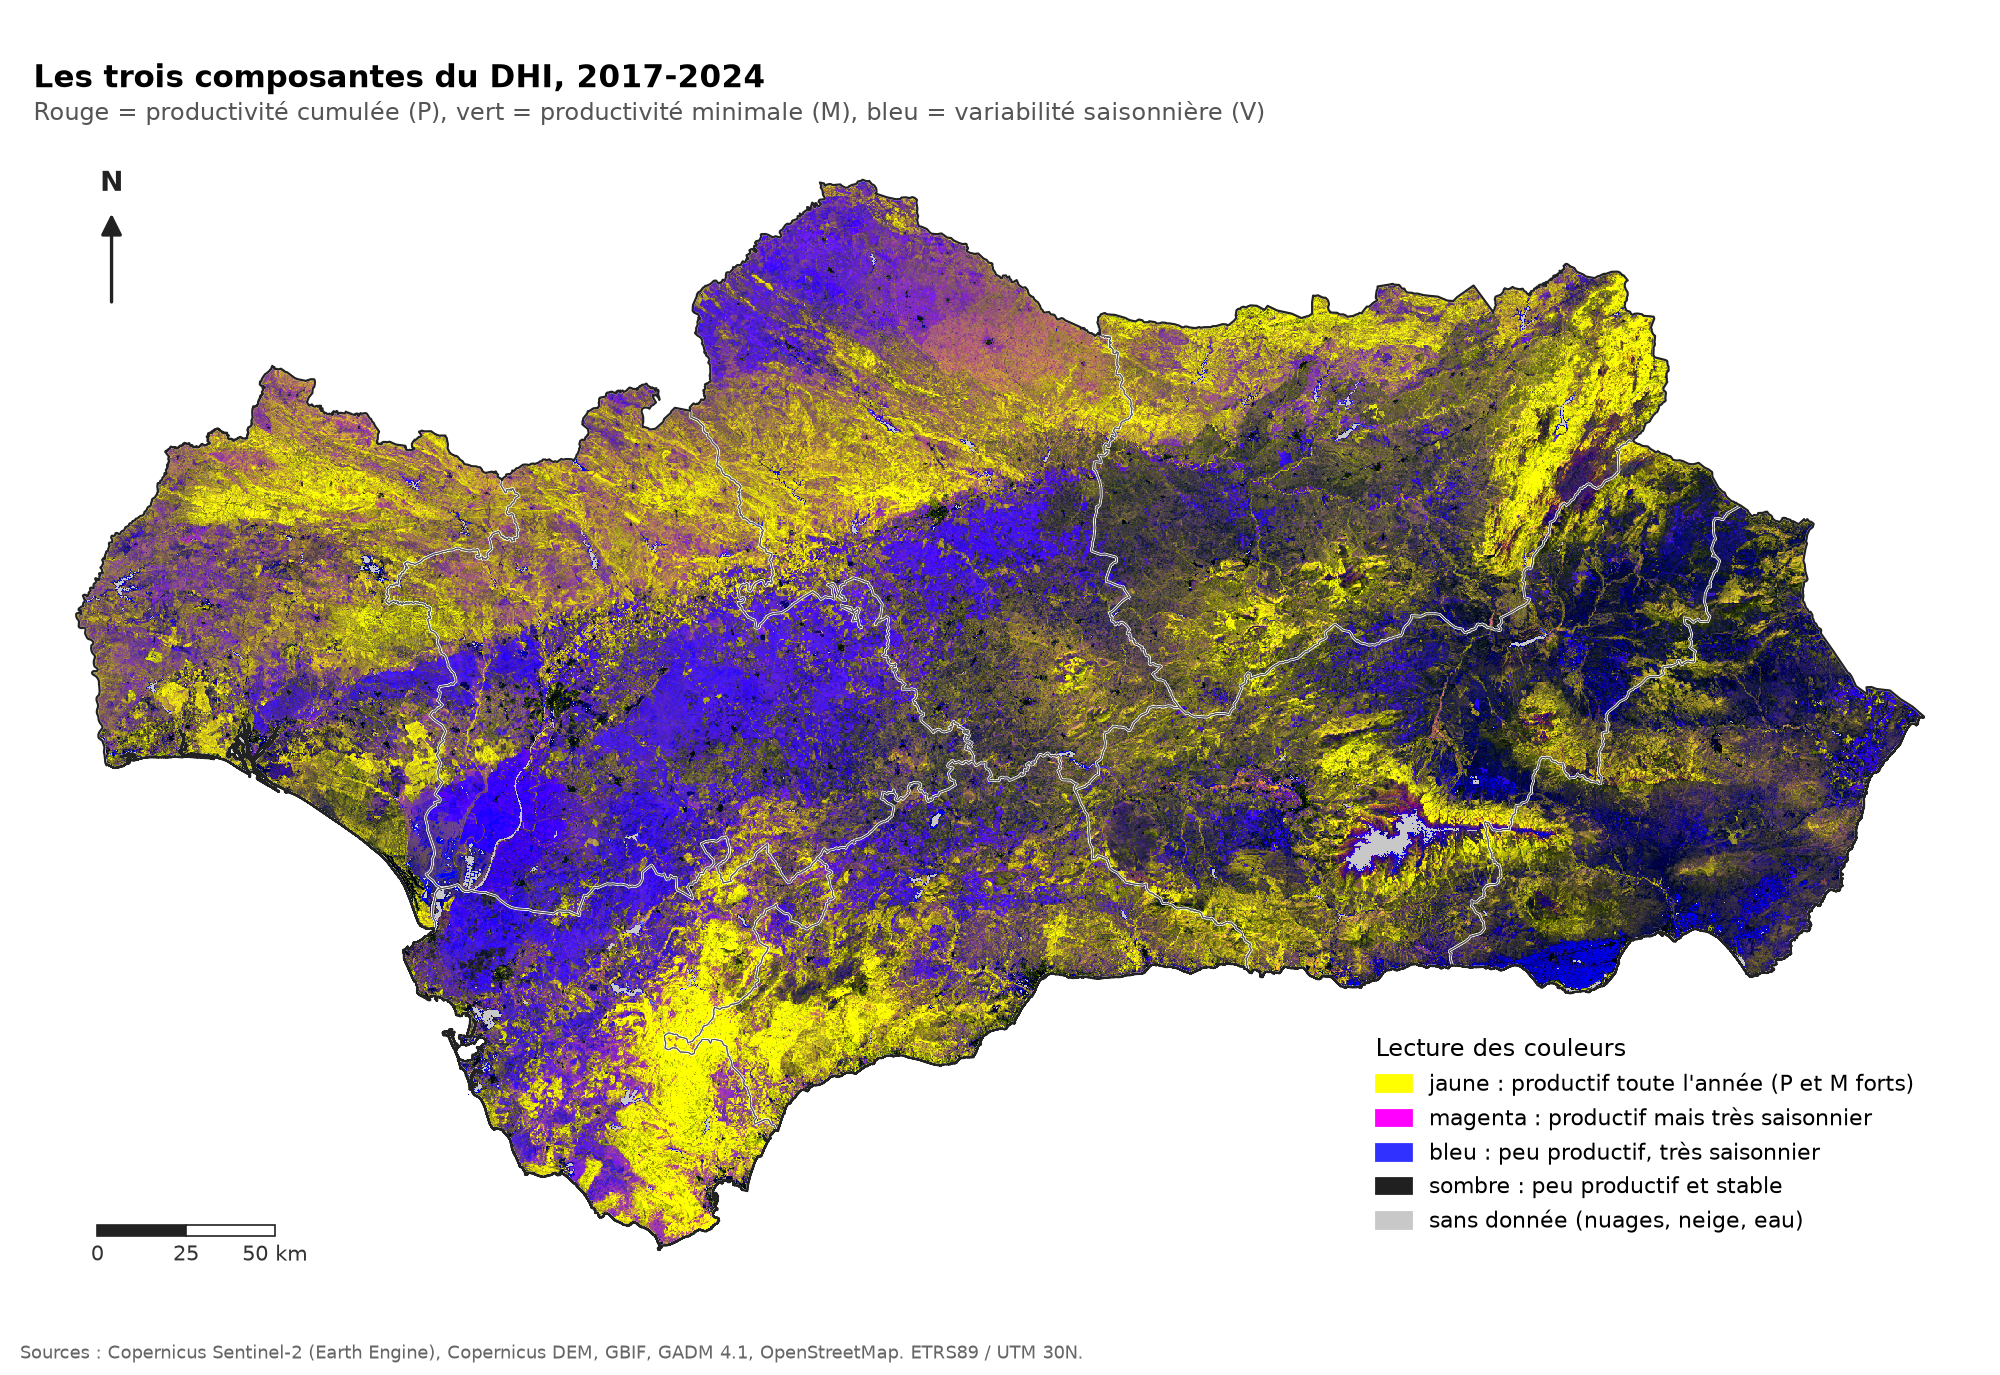 Les trois composantes du DHI, 2017-2024
Rouge = productivité cumulée (P), vert = productivité minimale (M), bleu = variabilité saisonnière (V)
N
Lecture des couleurs
jaune : productif toute l'année (P et M forts)
magenta : productif mais très saisonnier
bleu : peu productif, très saisonnier
sombre : peu productif et stable
sans donnée (nuages, neige, eau)
0 25 50 km
Sources : Copernicus Sentinel-2 (Earth Engine), Copernicus DEM, GBIF, GADM 4.1, OpenStreetMap. ETRS89 / UTM 30N.